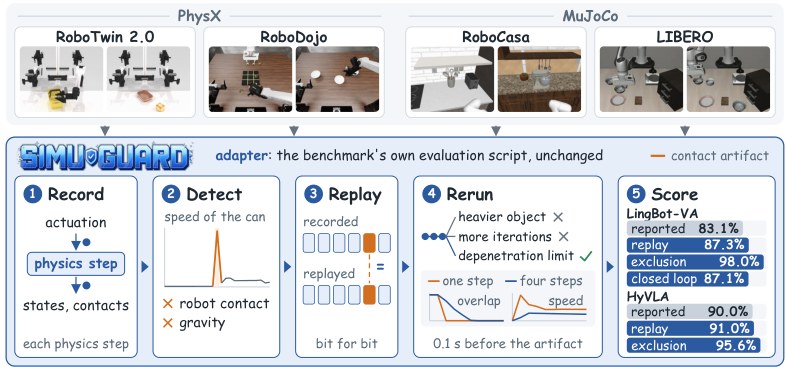 PhysX
MuJoCo
RoboTwin 2.0
RoboDojo
RoboCasa
LIBERO
SIMU GUARD
adapter: the benchmark's own evaluation script, unchanged
contact artifact
1 Record
actuation
physics step
states, contacts
each physics step
2 Detect
speed of the can
✕ robot contact
✕ gravity
3 Replay
recorded
replayed
=
bit for bit
4 Rerun
heavier object ✕
more iterations ✕
depenetration limit ✓
one step
four steps
overlap
speed
0.1 s before the artifact
5 Score
LingBot-VA
reported 83.1%
replay 87.3%
exclusion 98.0%
closed loop 87.1%
HyVLA
reported 90.0%
replay 91.0%
exclusion 95.6%